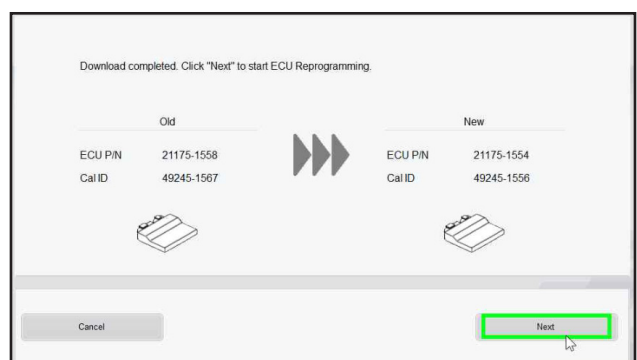 Download completed. Click "Next" to start ECU Reprogramming.
Old New
ECU P/N 21175-1558 ECU P/N 21175-1554
Cal ID 49245-1567 Cal ID 49245-1556
Cancel Next